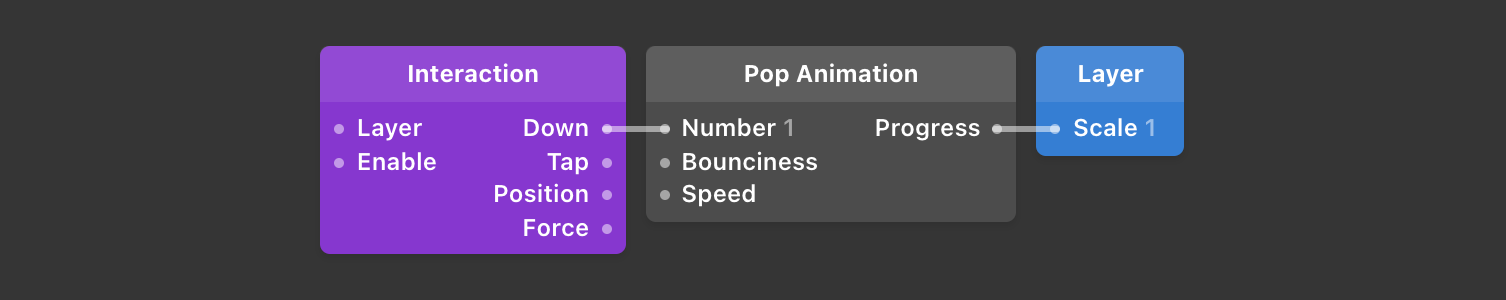 Interaction
Layer Down
Enable Tap
Position
Force
Pop Animation
Number 1 Progress
Bounciness
Speed
Layer
Scale 1